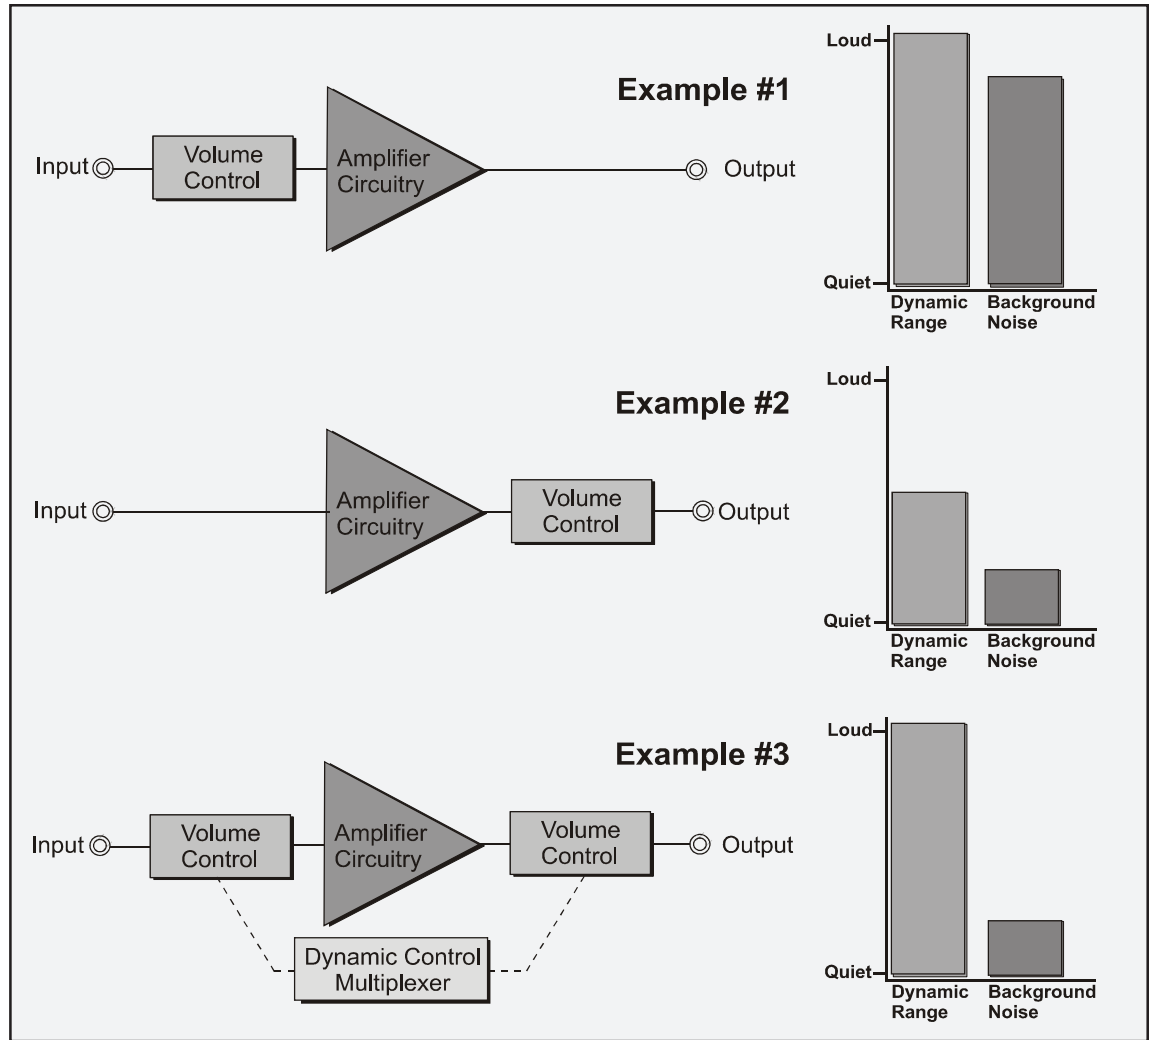 Example #1
Input
Volume
Control
Amplifier
Circuitry
Output
Loud
Quiet
Dynamic
Range
Background
Noise
Example #2
Input
Amplifier
Circuitry
Volume
Control
Output
Loud
Quiet
Dynamic
Range
Background
Noise
Example #3
Input
Volume
Control
Amplifier
Circuitry
Volume
Control
Output
Dynamic Control
Multiplexer
Loud
Quiet
Dynamic
Range
Background
Noise